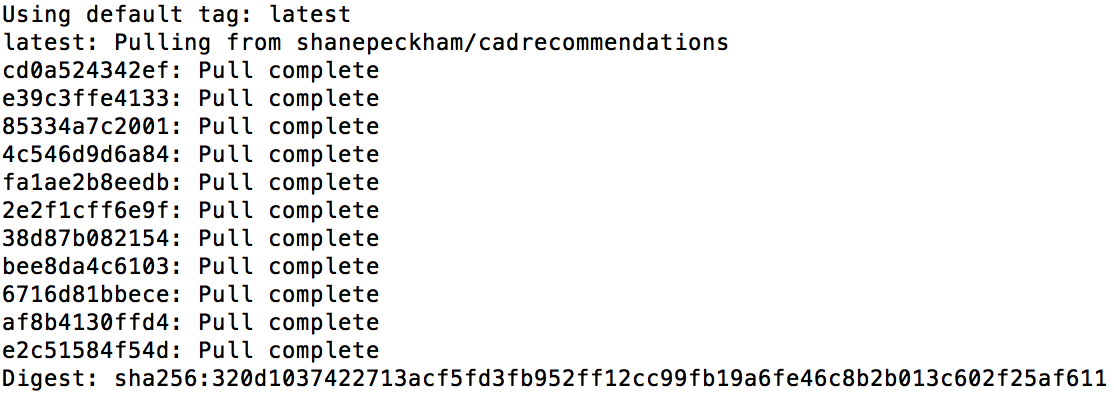 Using default tag: latest
latest: Pulling from shanepeckham/cadrecommendations
cd0a524342ef: Pull complete
e39c3ffe4133: Pull complete
85334a7c2001: Pull complete
4c546d9d6a84: Pull complete
fa1ae2b8eedb: Pull complete
2e2f1cff6e9f: Pull complete
38d87b082154: Pull complete
bee8da4c6103: Pull complete
6716d81bbece: Pull complete
af8b4130ffd4: Pull complete
e2c51584f54d: Pull complete
Digest: sha256:320d1037422713acf5fd3fb952ff12cc99fb19a6fe46c8b2b013c602f25af611